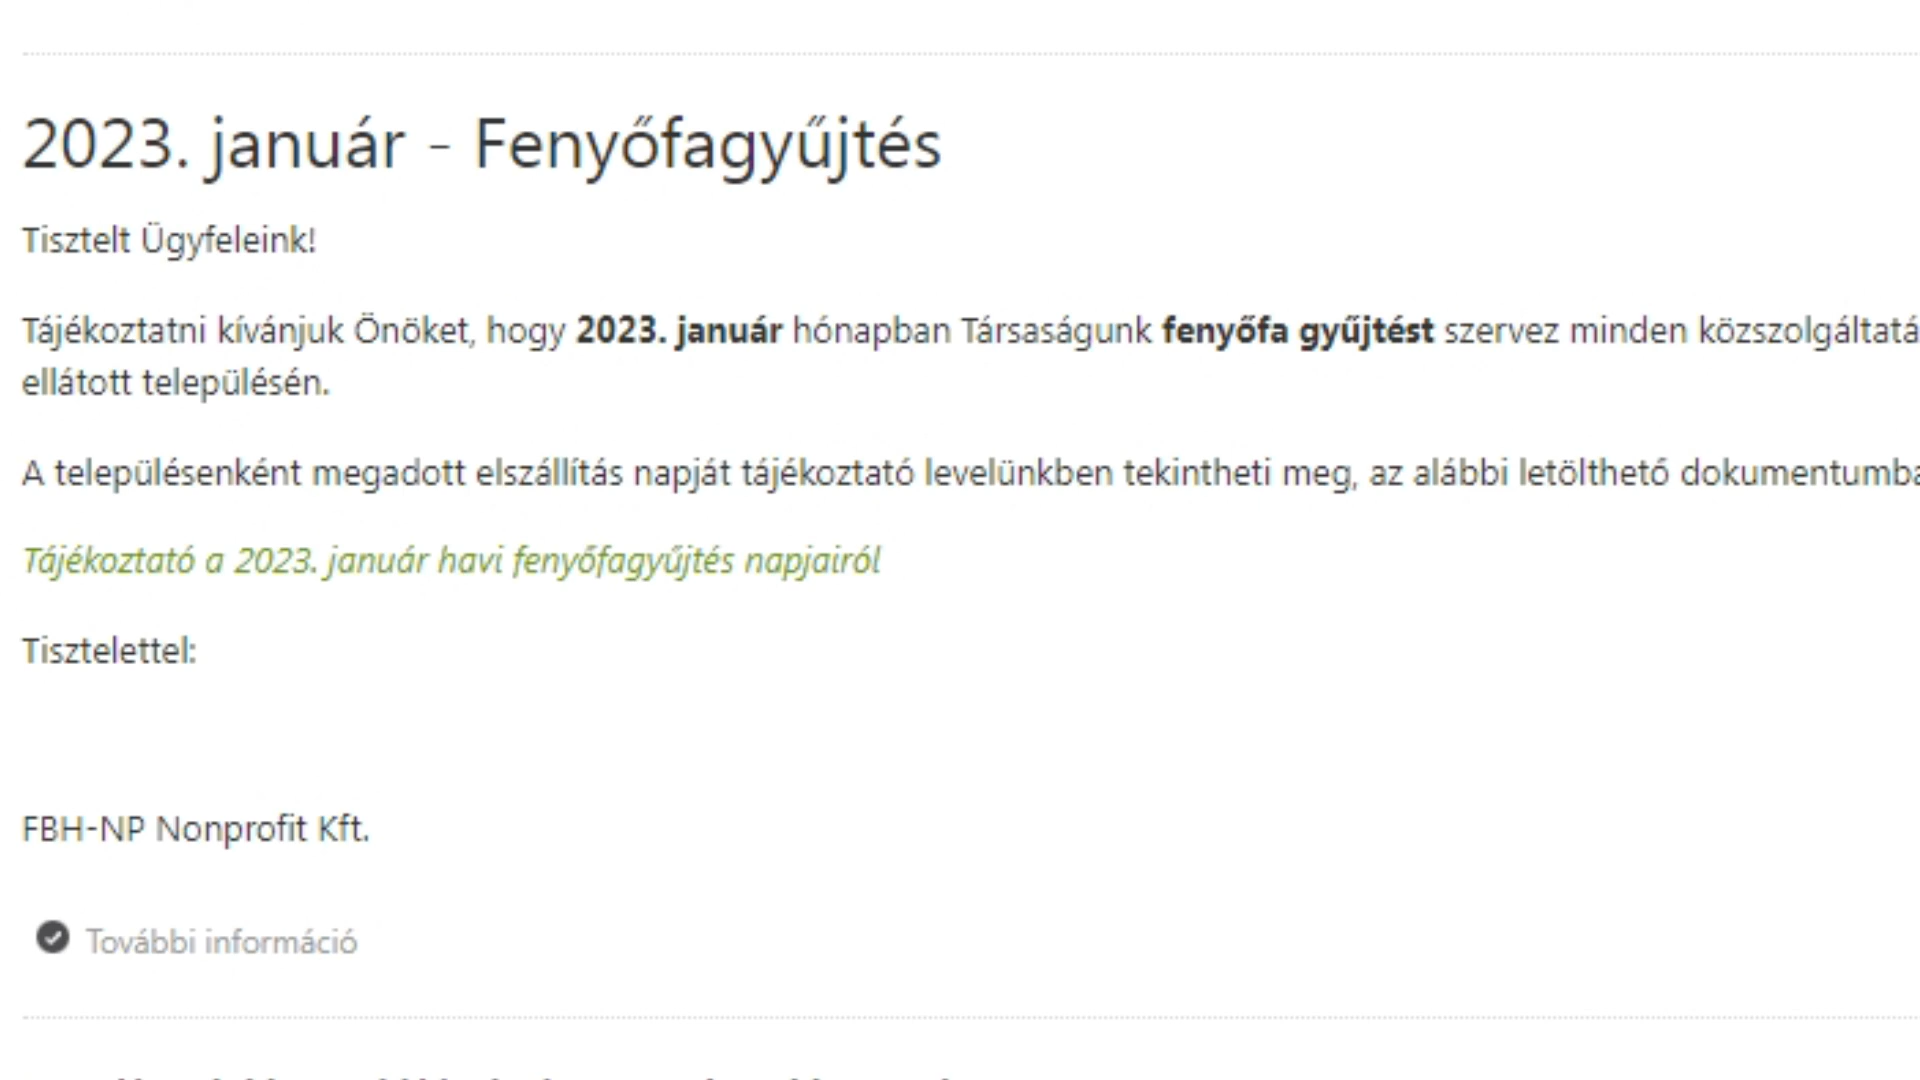 2023. január - Fenyőfagyűjtés
Tisztelt Ügyfeleink!
Tájékoztatni kívánjuk Önöket, hogy 2023. január hónapban Társaságunk fenyőfa gyűjtést szervez minden közszolgáltatá
ellátott településén.
A településenként megadott elszállítás napját tájékoztató levelünkben tekintheti meg, az alábbi letölthető dokumentumba
Tájékoztató a 2023. január havi fenyőfagyűjtés napjairól
Tisztelettel:
FBH-NP Nonprofit Kft.
További információ